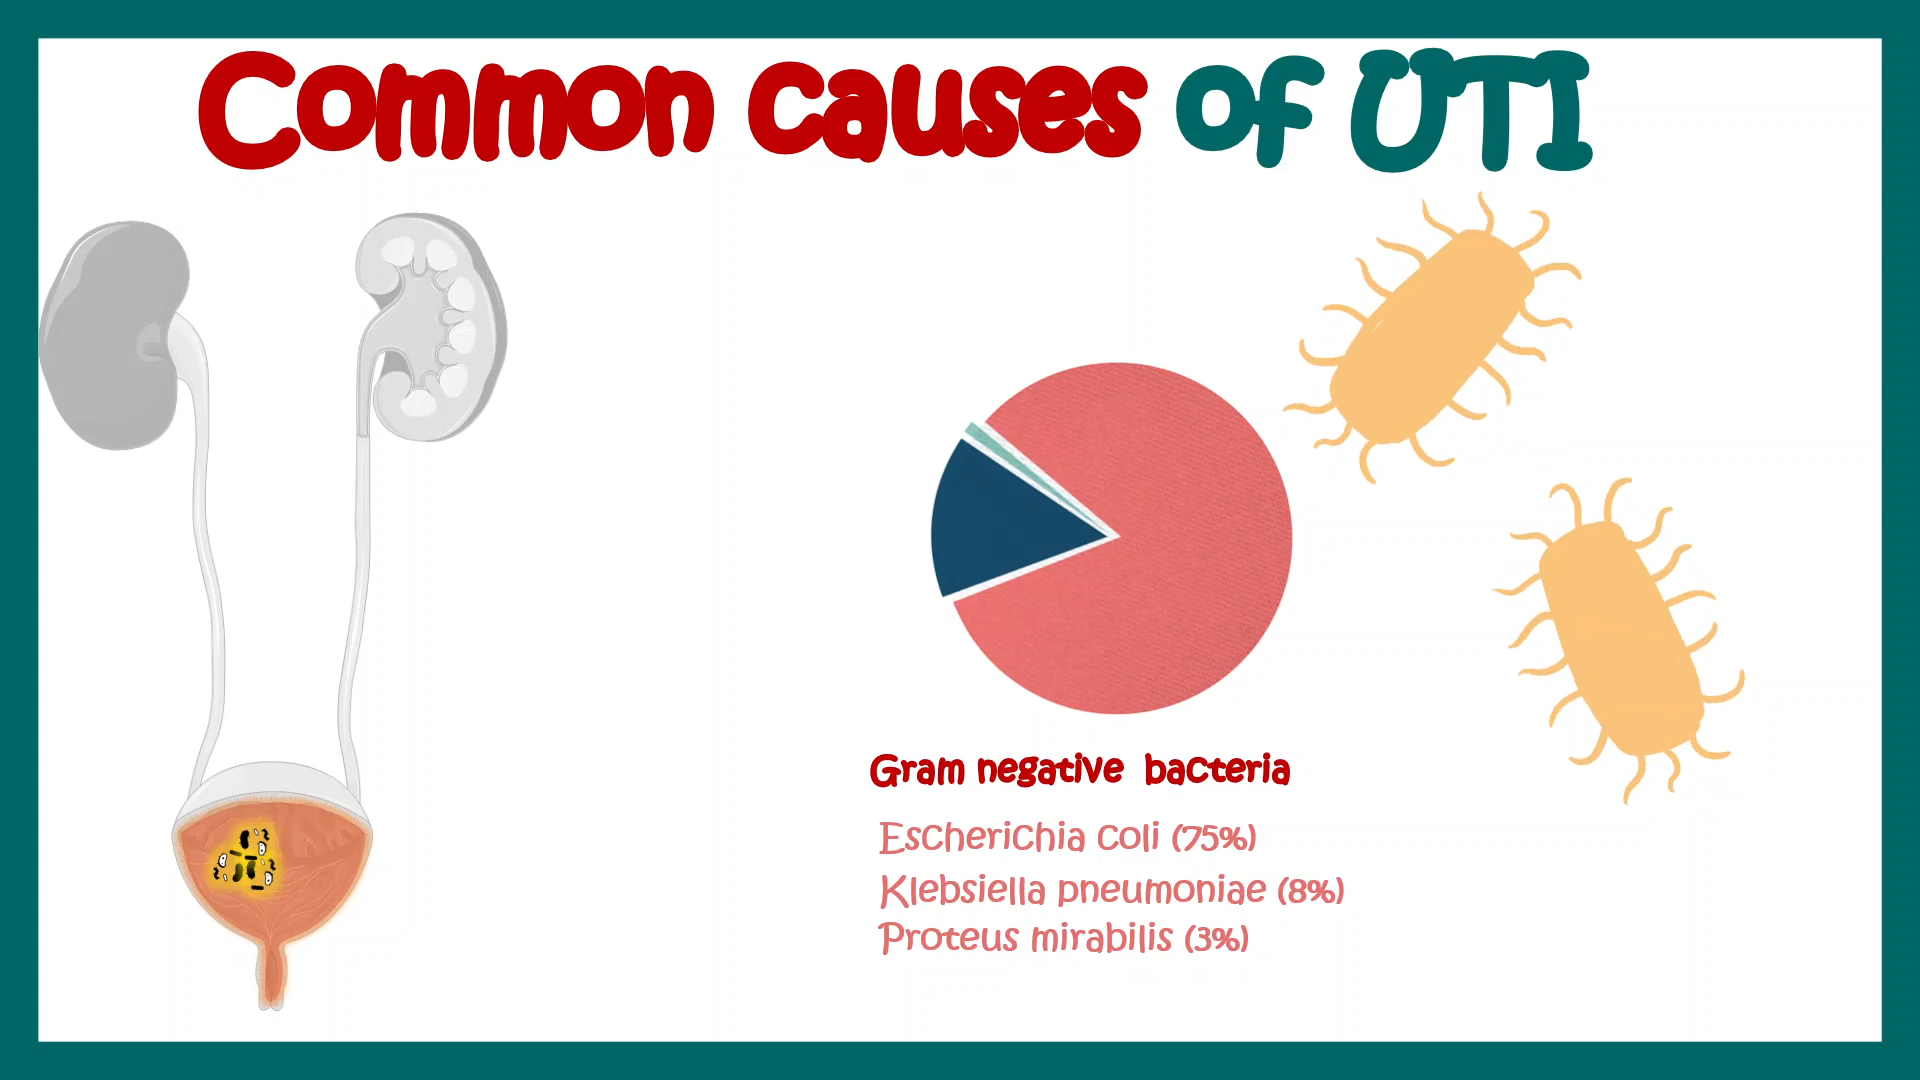 Common causes of UTI
Gram negative bacteria
Escherichia coli (75%)
Klebsiella pneumoniae (8%)
Proteus mirabilis (3%)